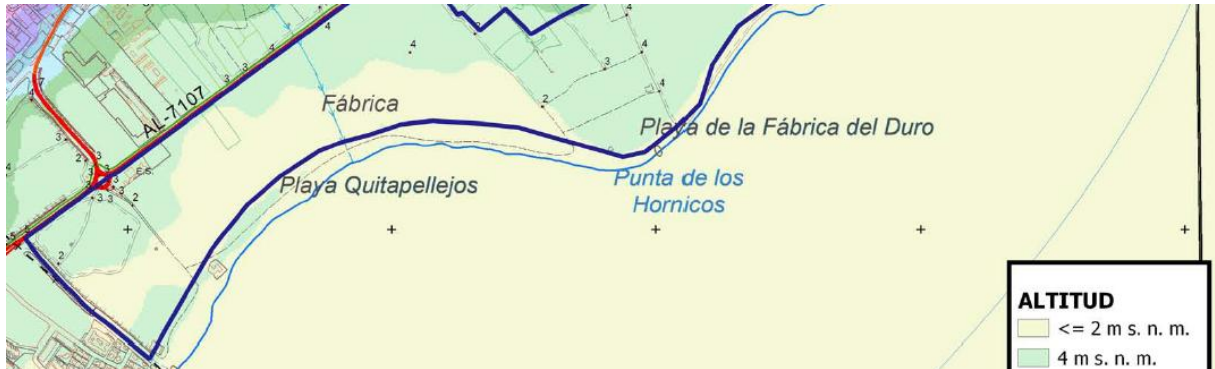 Fábrica
AL-7107
Playa de la Fábrica del Duro
Playa Quitapellejos
Punta de los
Hornicos
E.S.
ALTITUD
<= 2 m s. n. m.
4 m s. n. m.